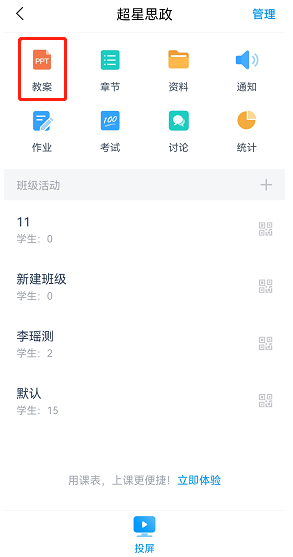 超星思政 管理
PPT
教案 章节 资料 通知
100
作业 考试 讨论 统计
班级活动
11
学生：0
新建班级
学生：0
李瑶测
学生：2
默认
学生：15
用课表，上课更便捷！立即体验
投屏